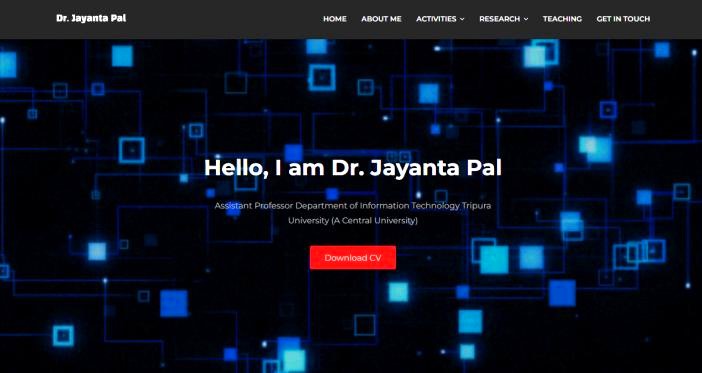 Dr. Jayanta Pal
HOME ABOUT ME ACTIVITIES RESEARCH TEACHING GET IN TOUCH
Hello, I am Dr. Jayanta Pal
Assistant Professor Department of Information Technology Tripura
University (A Central University)
Download CV